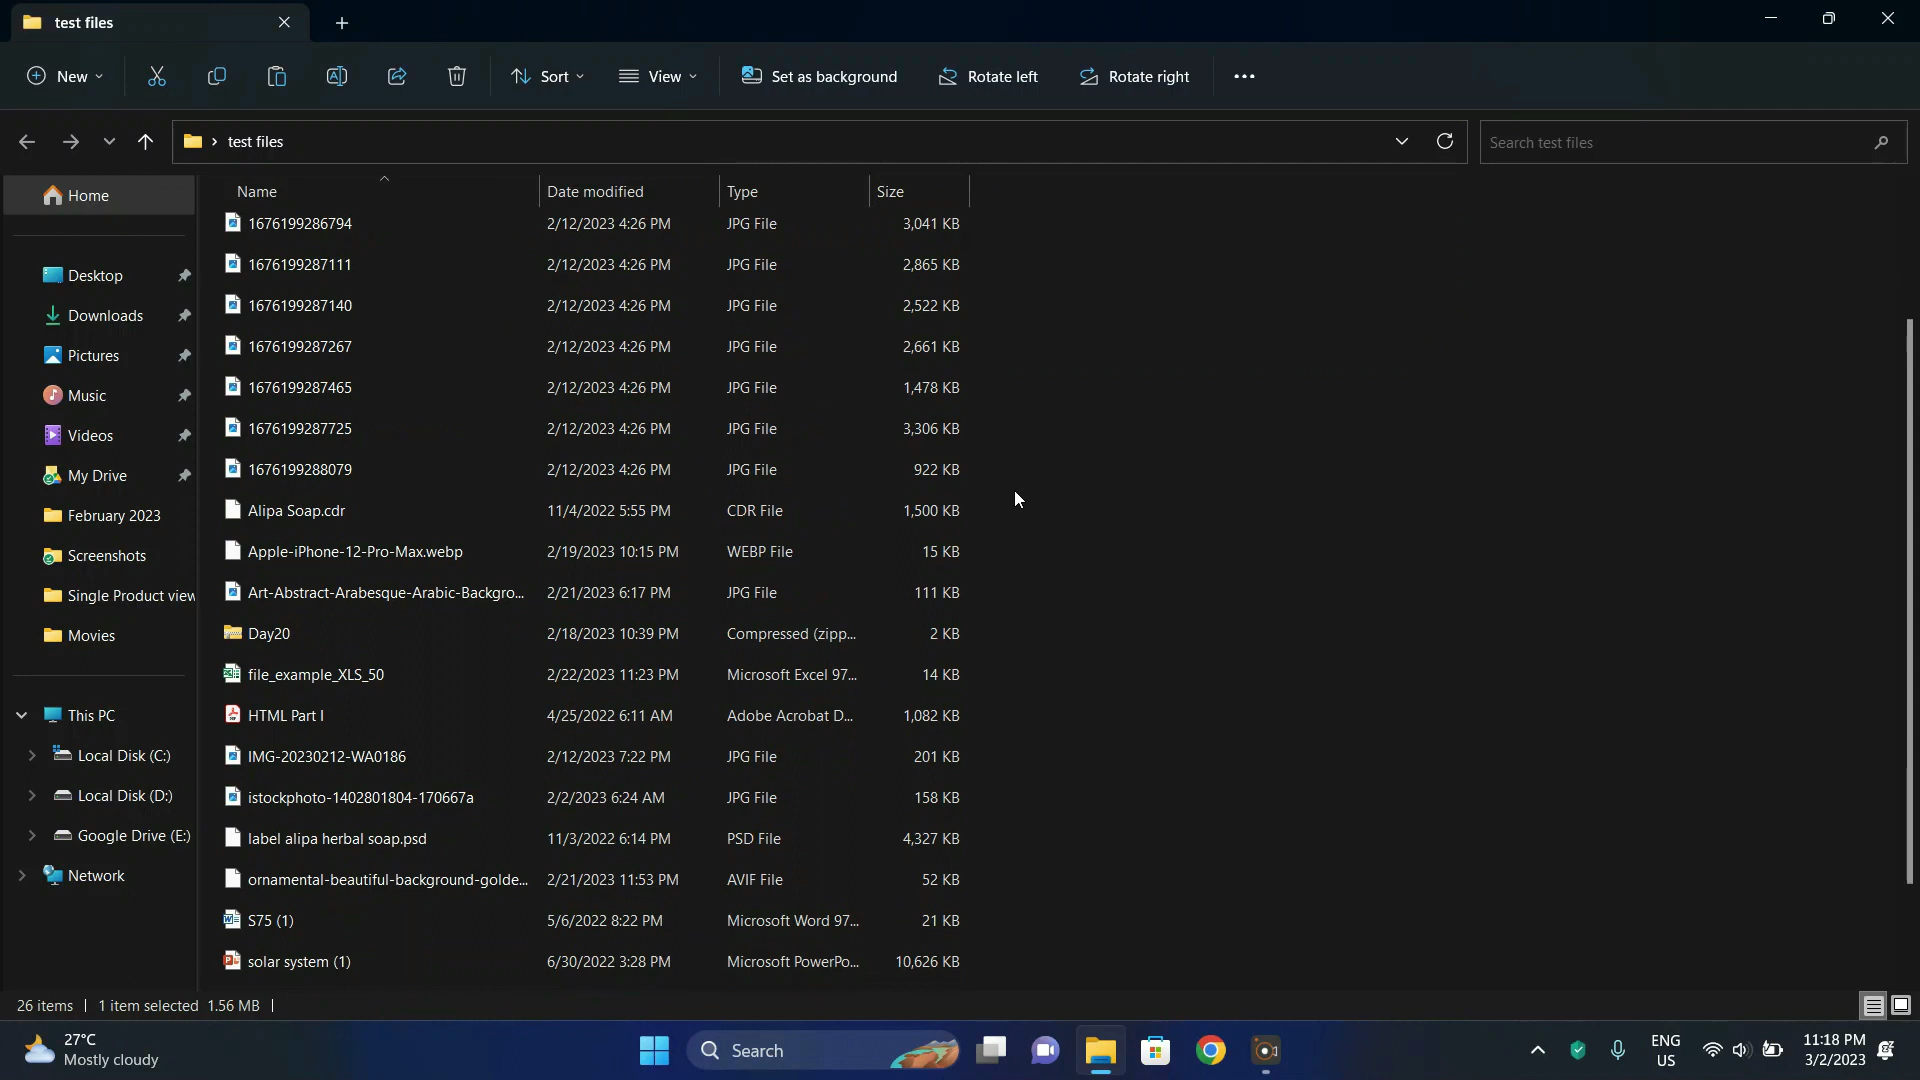 test files
New
Sort
View
Set as background
Rotate left
Rotate right
test files
Search test files
Home
Desktop
Downloads
Pictures
Music
Videos
My Drive
February 2023
Screenshots
Single Product view
Movies
This PC
Local Disk (C:)
Local Disk (D:)
Google Drive (E:)
Network
Name Date modified Type Size
1676199286794 2/12/2023 4:26 PM JPG File 3,041 KB
1676199287111 2/12/2023 4:26 PM JPG File 2,865 KB
1676199287140 2/12/2023 4:26 PM JPG File 2,522 KB
1676199287267 2/12/2023 4:26 PM JPG File 2,661 KB
1676199287465 2/12/2023 4:26 PM JPG File 1,478 KB
1676199287725 2/12/2023 4:26 PM JPG File 3,306 KB
1676199288079 2/12/2023 4:26 PM JPG File 922 KB
Alipa Soap.cdr 11/4/2022 5:55 PM CDR File 1,500 KB
Apple-iPhone-12-Pro-Max.webp 2/19/2023 10:15 PM WEBP File 15 KB
Art-Abstract-Arabesque-Arabic-Backgro... 2/21/2023 6:17 PM JPG File 111 KB
Day20 2/18/2023 10:39 PM Compressed (zipp... 2 KB
file_example_XLS_50 2/22/2023 11:23 PM Microsoft Excel 97... 14 KB
HTML Part I 4/25/2022 6:11 AM Adobe Acrobat D... 1,082 KB
IMG-20230212-WA0186 2/12/2023 7:22 PM JPG File 201 KB
istockphoto-1402801804-170667a 2/2/2023 6:24 AM JPG File 158 KB
label alipa herbal soap.psd 11/3/2022 6:14 PM PSD File 4,327 KB
ornamental-beautiful-background-golde... 2/21/2023 11:53 PM AVIF File 52 KB
S75 (1) 5/6/2022 8:22 PM Microsoft Word 97... 21 KB
solar system (1) 6/30/2022 3:28 PM Microsoft PowerPo... 10,626 KB
26 items 1 item selected 1.56 MB
27°C
Mostly cloudy
Search
ENG
US
11:18 PM
3/2/2023